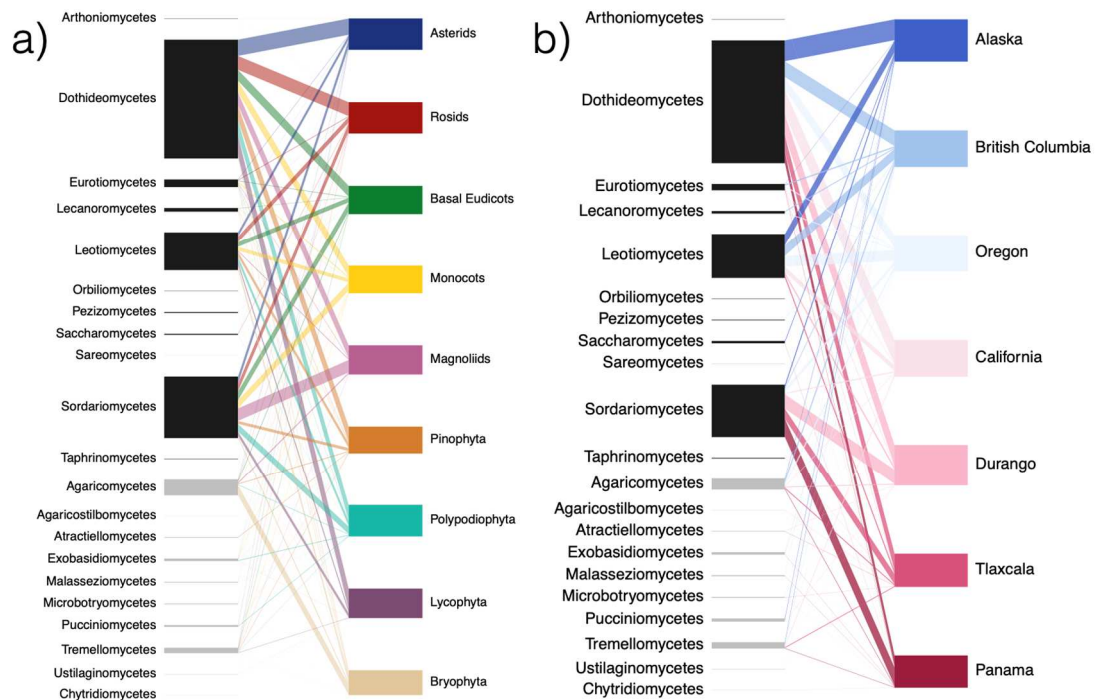 a)
Arthoniomycetes
Dothideomycetes
Eurotiomycetes
Lecanoromycetes
Leotiomycetes
Orbiliomycetes
Pezizomycetes
Saccharomycetes
Sareomycetes
Sordariomycetes
Taphrinomycetes
Agaricomycetes
Agaricostilbomycetes
Atractiellomycetes
Exobasidiomycetes
Malasseziomycetes
Microbotryomycetes
Pucciniomycetes
Tremellomycetes
Ustilaginomycetes
Chytridiomycetes
Asterids
Rosids
Basal Eudicots
Monocots
Magnoliids
Pinophyta
Polypodiophyta
Lycophyta
Bryophyta
b)
Arthoniomycetes
Dothideomycetes
Eurotiomycetes
Lecanoromycetes
Leotiomycetes
Orbiliomycetes
Pezizomycetes
Saccharomycetes
Sareomycetes
Sordariomycetes
Taphrinomycetes
Agaricomycetes
Agaricostilbomycetes
Atractiellomycetes
Exobasidiomycetes
Malasseziomycetes
Microbotryomycetes
Pucciniomycetes
Tremellomycetes
Ustilaginomycetes
Chytridiomycetes
Alaska
British Columbia
Oregon
California
Durango
Tlaxcala
Panama